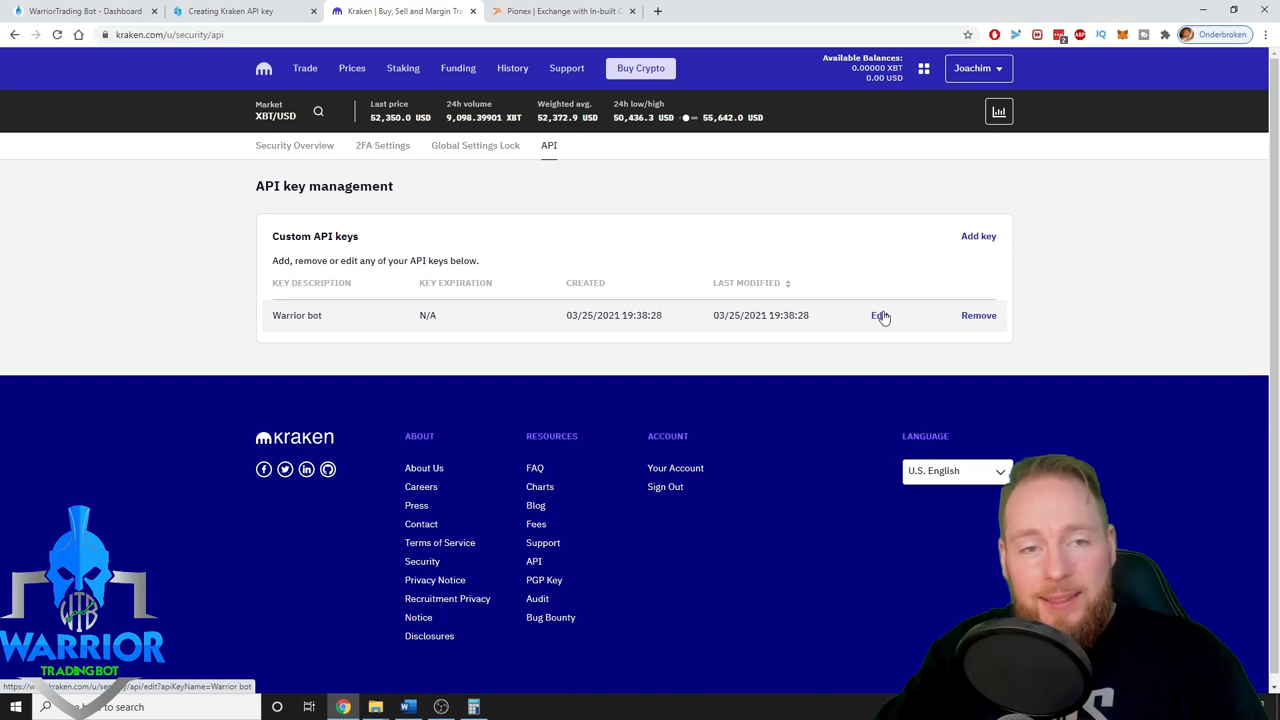 WarriorTrading Bot - Dashboard
Creating Kraken API key
Kraken | Buy, Sell and Margin Tra
Pionex | Exchange with In-built C
kraken.com/u/security/api
Onderbroken
Trade
Prices
Staking
Funding
History
Support
Buy Crypto
Available Balances:
0.00000 XBT
0.00 USD
Joachim
Market
XBT/USD
Last price
52,350.0 USD
24h volume
9,098.39901 XBT
Weighted avg.
52,372.9 USD
24h low/high
50,436.3 USD
55,642.0 USD
Security Overview
2FA Settings
Global Settings Lock
API
API key management
Custom API keys
Add key
Add, remove or edit any of your API keys below.
KEY DESCRIPTION
KEY EXPIRATION
CREATED
LAST MODIFIED
Warrior bot
N/A
03/25/2021 19:38:28
03/25/2021 19:38:28
Edit
Remove
kraken
ABOUT
About Us
Careers
Press
Contact
Terms of Service
Security
Privacy Notice
Recruitment Privacy
Notice
Disclosures
RESOURCES
FAQ
Charts
Blog
Fees
Support
API
PGP Key
Audit
Bug Bounty
ACCOUNT
Your Account
Sign Out
LANGUAGE
U.S. English
WTB
WARRIOR
TRADING BOT